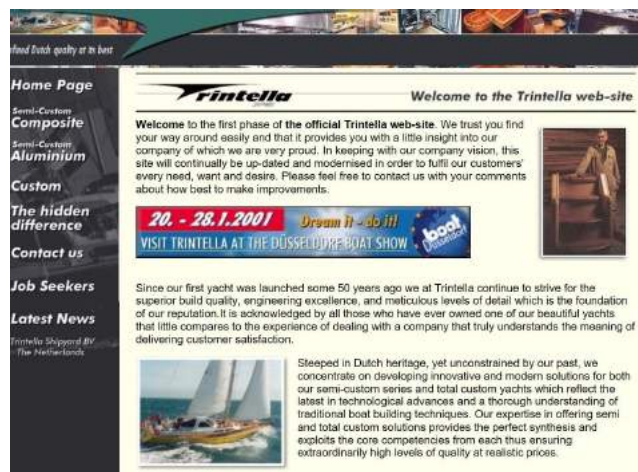 refined Dutch quality at its best
Home Page
Semi-Custom
Composite
Semi-Custom
Aluminium
Custom
The hidden
difference
Contact us
Job Seekers
Latest News
Trintella Shipyard BV
The Netherlands
Trintella
Welcome to the Trintella web-site
Welcome to the first phase of the official Trintella web-site. We trust you find
your way around easily and that it provides you with a little insight into our
company of which we are very proud. In keeping with our company vision, this
site will continually be up-dated and modernised in order to fulfil our customers'
every need, want and desire. Please feel free to contact us with your comments
about how best to make improvements.
20. - 28.1.2001 Dream it - do it!
VISIT TRINTELLA AT THE DÜSSELDORF BOAT SHOW
boat
Düsseldorf
Since our first yacht was launched some 50 years ago we at Trintella continue to strive for the
superior build quality, engineering excellence, and meticulous levels of detail which is the foundation
of our reputation.It is acknowledged by all those who have ever owned one of our beautiful yachts
that little compares to the experience of dealing with a company that truly understands the meaning of
delivering customer satisfaction.
Steeped in Dutch heritage, yet unconstrained by our past, we
concentrate on developing innovative and modern solutions for both
our semi-custom series and total custom yachts which reflect the
latest in technological advances and a thorough understanding of
traditional boat building techniques. Our expertise in offering semi
and total custom solutions provides the perfect synthesis and
exploits the core competencies from each thus ensuring
extraordinarily high levels of quality at realistic prices.